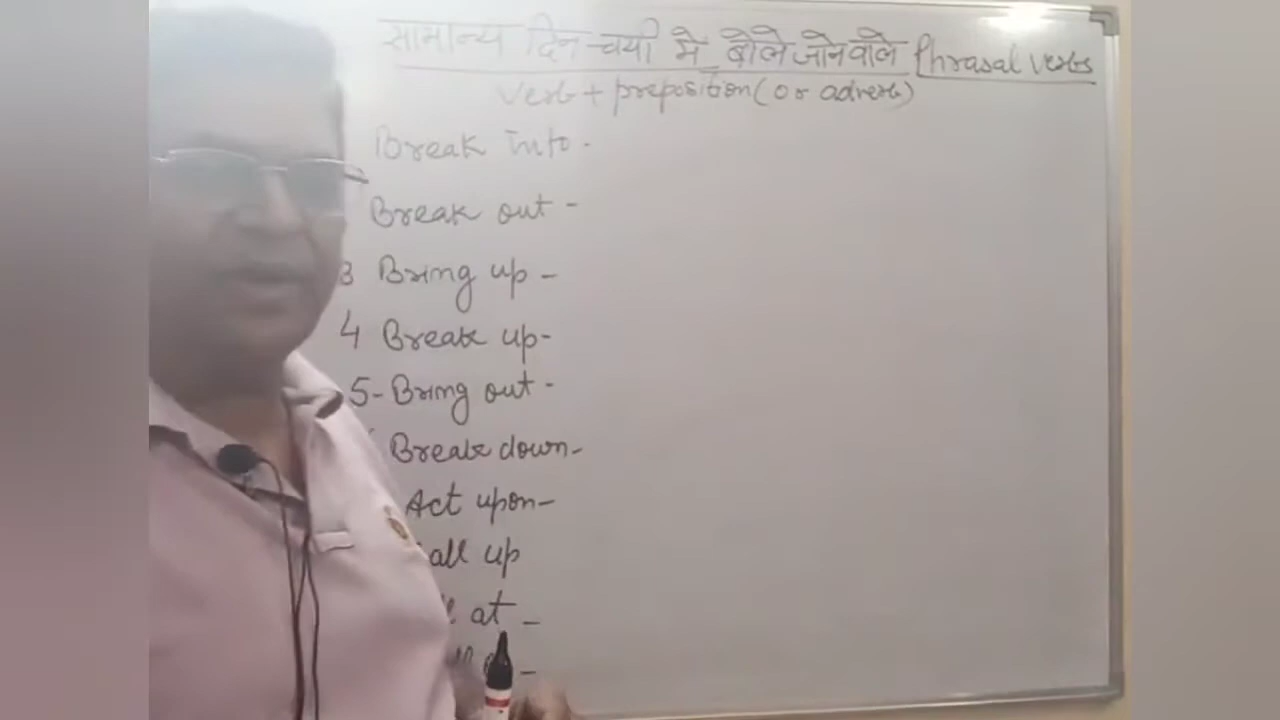 सामान्य दिन-चर्या में बोले जाने वाले Phrasal verbs
verb + preposition (or adverb)
Break into -
Break out -
3 Bring up -
4 Break up -
5- Bring out -
Break down -
Act upon -
all up
at -